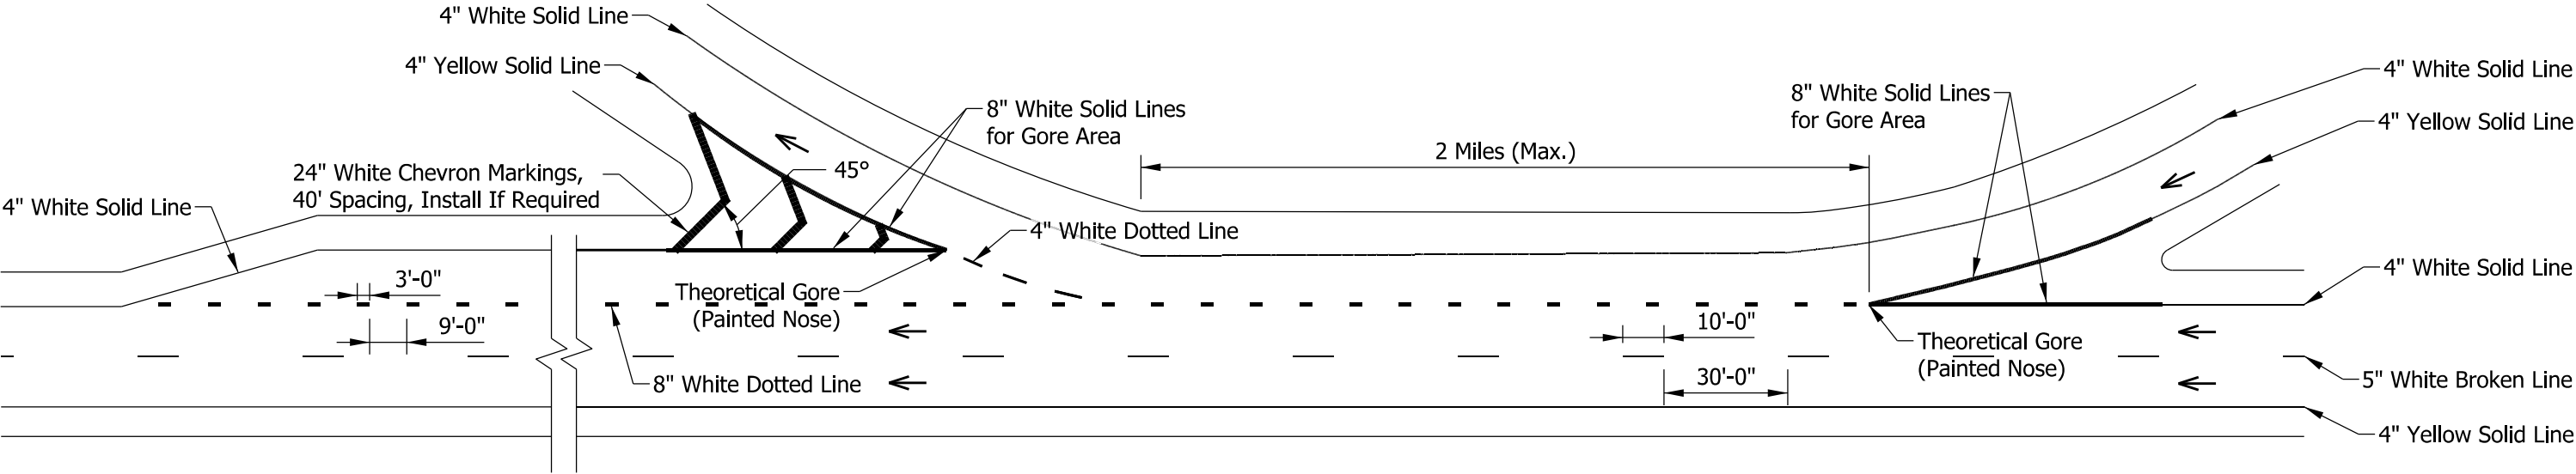 4" White Solid Line
4" Yellow Solid Line
8" White Solid Lines
for Gore Area
24" White Chevron Markings,
40' Spacing, Install If Required
45°
4" White Solid Line
4" White Dotted Line
2 Miles (Max.)
8" White Solid Lines
for Gore Area
4" White Solid Line
4" Yellow Solid Line
4" White Solid Line
3'-0"
9'-0"
Theoretical Gore
(Painted Nose)
8" White Dotted Line
10'-0"
30'-0"
Theoretical Gore
(Painted Nose)
5" White Broken Line
4" Yellow Solid Line